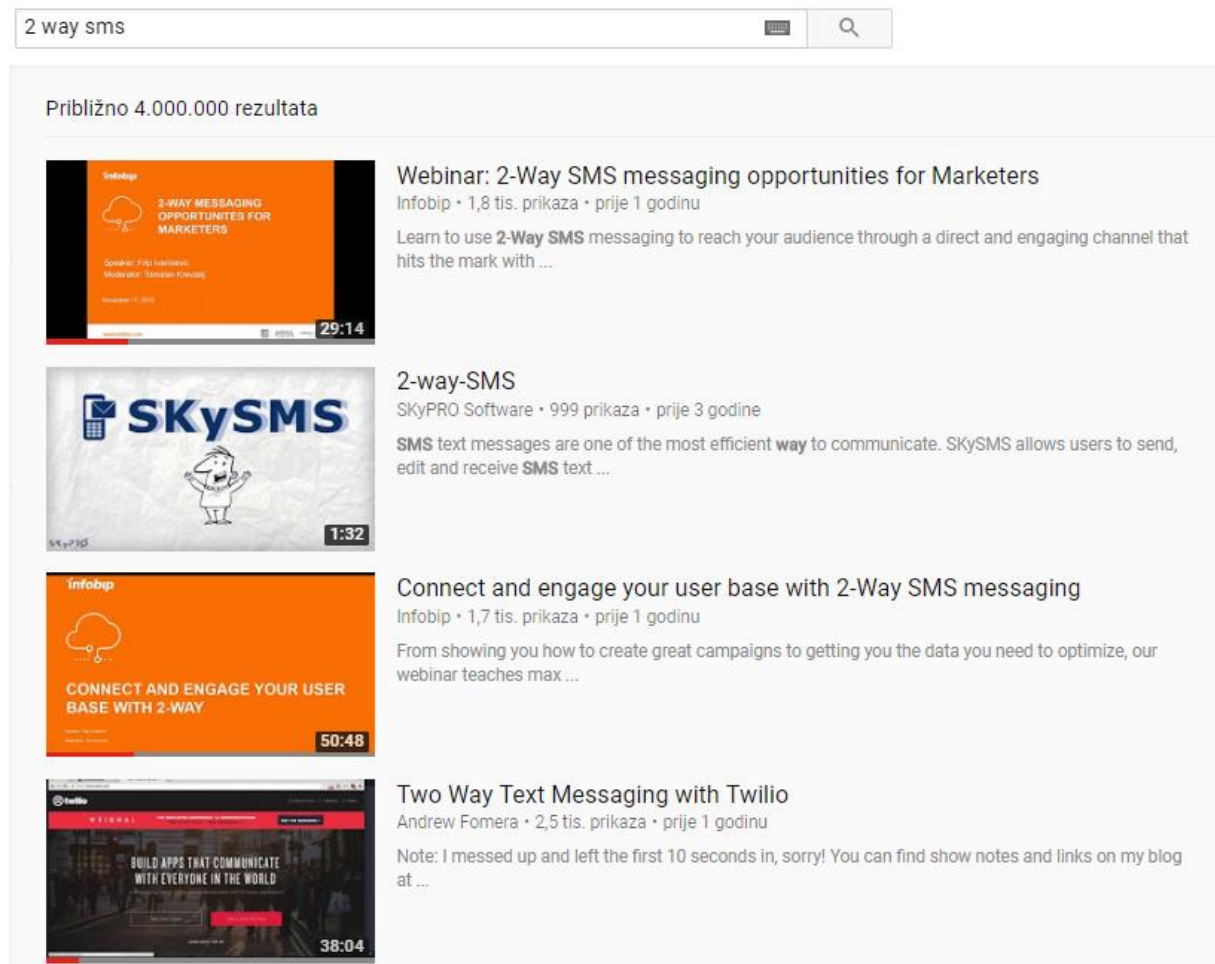 2 way sms
Približno 4.000.000 rezultata
infobip
2-WAY MESSAGING
OPPORTUNITES FOR
MARKETERS
November 17, 2015
29:14
Webinar: 2-Way SMS messaging opportunities for Marketers
Infobip • 1,8 tis. prikaza • prije 1 godinu
Learn to use 2-Way SMS messaging to reach your audience through a direct and engaging channel that
hits the mark with ...
SKySMS
SKyPRO
1:32
2-way-SMS
SKyPRO Software • 999 prikaza • prije 3 godine
SMS text messages are one of the most efficient way to communicate. SKySMS allows users to send,
edit and receive SMS text ...
infobip
CONNECT AND ENGAGE YOUR USER
BASE WITH 2-WAY
50:48
Connect and engage your user base with 2-Way SMS messaging
Infobip • 1,7 tis. prikaza • prije 1 godinu
From showing you how to create great campaigns to getting you the data you need to optimize, our
webinar teaches max ...
twilio
SIGNAL
BUILD APPS THAT COMMUNICATE
WITH EVERYONE IN THE WORLD
38:04
Two Way Text Messaging with Twilio
Andrew Fomera • 2,5 tis. prikaza • prije 1 godinu
Note: I messed up and left the first 10 seconds in, sorry! You can find show notes and links on my blog
at ...